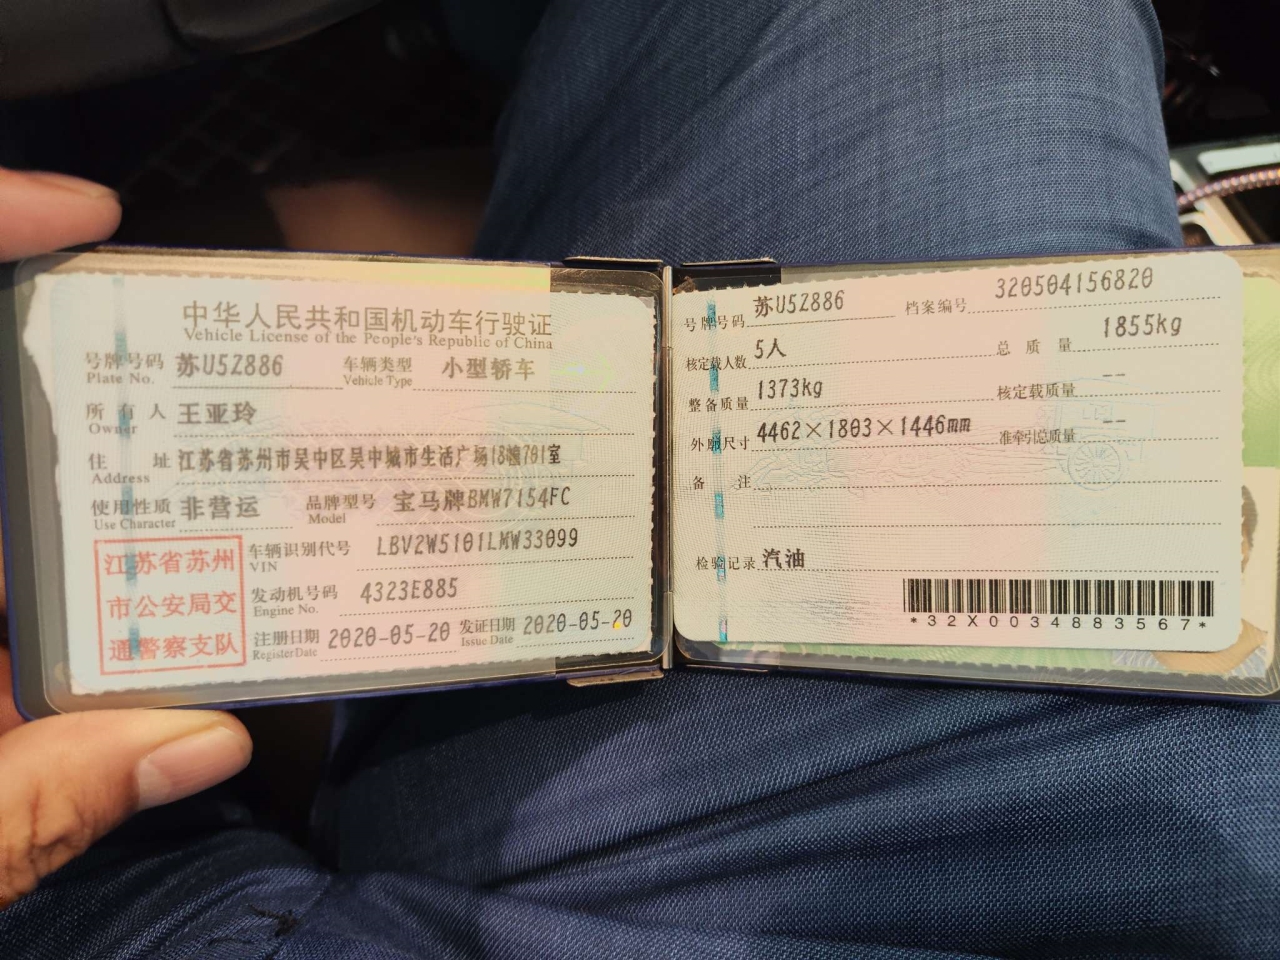 中华人民共和国机动车行驶证
Vehicle License of the People's Republic of China
号牌号码 苏U5Z886 车辆类型 小型轿车
Plate No. Vehicle Type
所有人 王亚玲
Owner
住址 江苏省苏州市吴中区吴中城市生活广场18幢701室
Address
使用性质 非营运 品牌型号 宝马牌BMW7154FC
Use Character Model
江苏省苏州
市公安局交
通警察支队
车辆识别代号 LBV2W5101LMW33099
VIN
发动机号码 4323E885
Engine No.
注册日期 2020-05-20 发证日期 2020-05-20
Register Date Issue Date
号牌号码 苏U5Z886 档案编号 320504156820
核定载人数 5人 总质量 1855kg
整备质量 1373kg 核定载质量 --
外廓尺寸 4462×1803×1446mm 准牵引总质量 --
备注
检验记录 汽油
*32X0034883567*